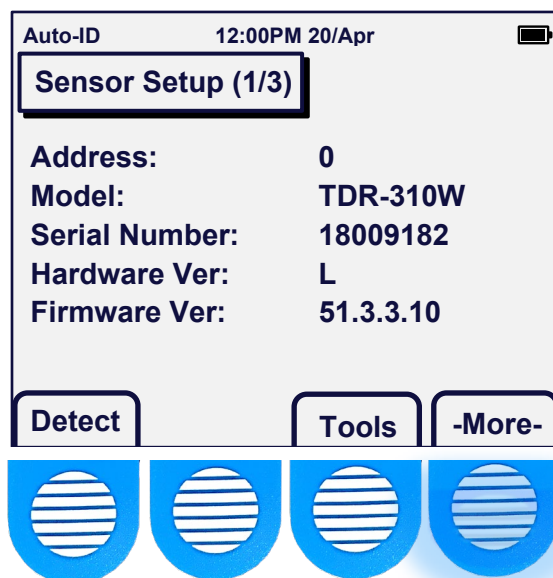 Auto-ID 12:00PM 20/Apr
Sensor Setup (1/3)
Address: 0
Model: TDR-310W
Serial Number: 18009182
Hardware Ver: L
Firmware Ver: 51.3.3.10
Detect Tools -More-